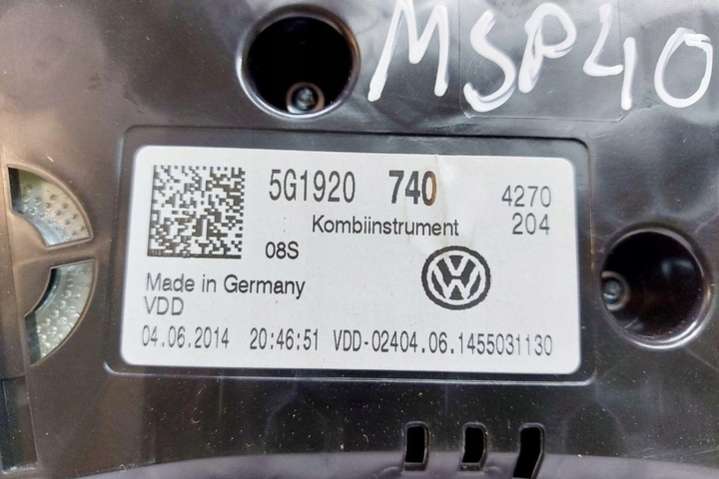 MSP40
5G1920 740 4270
Kombiinstrument 204
08S
Made in Germany
VDD
04.06.2014 20:46:51 VDD-02404.06.1455031130